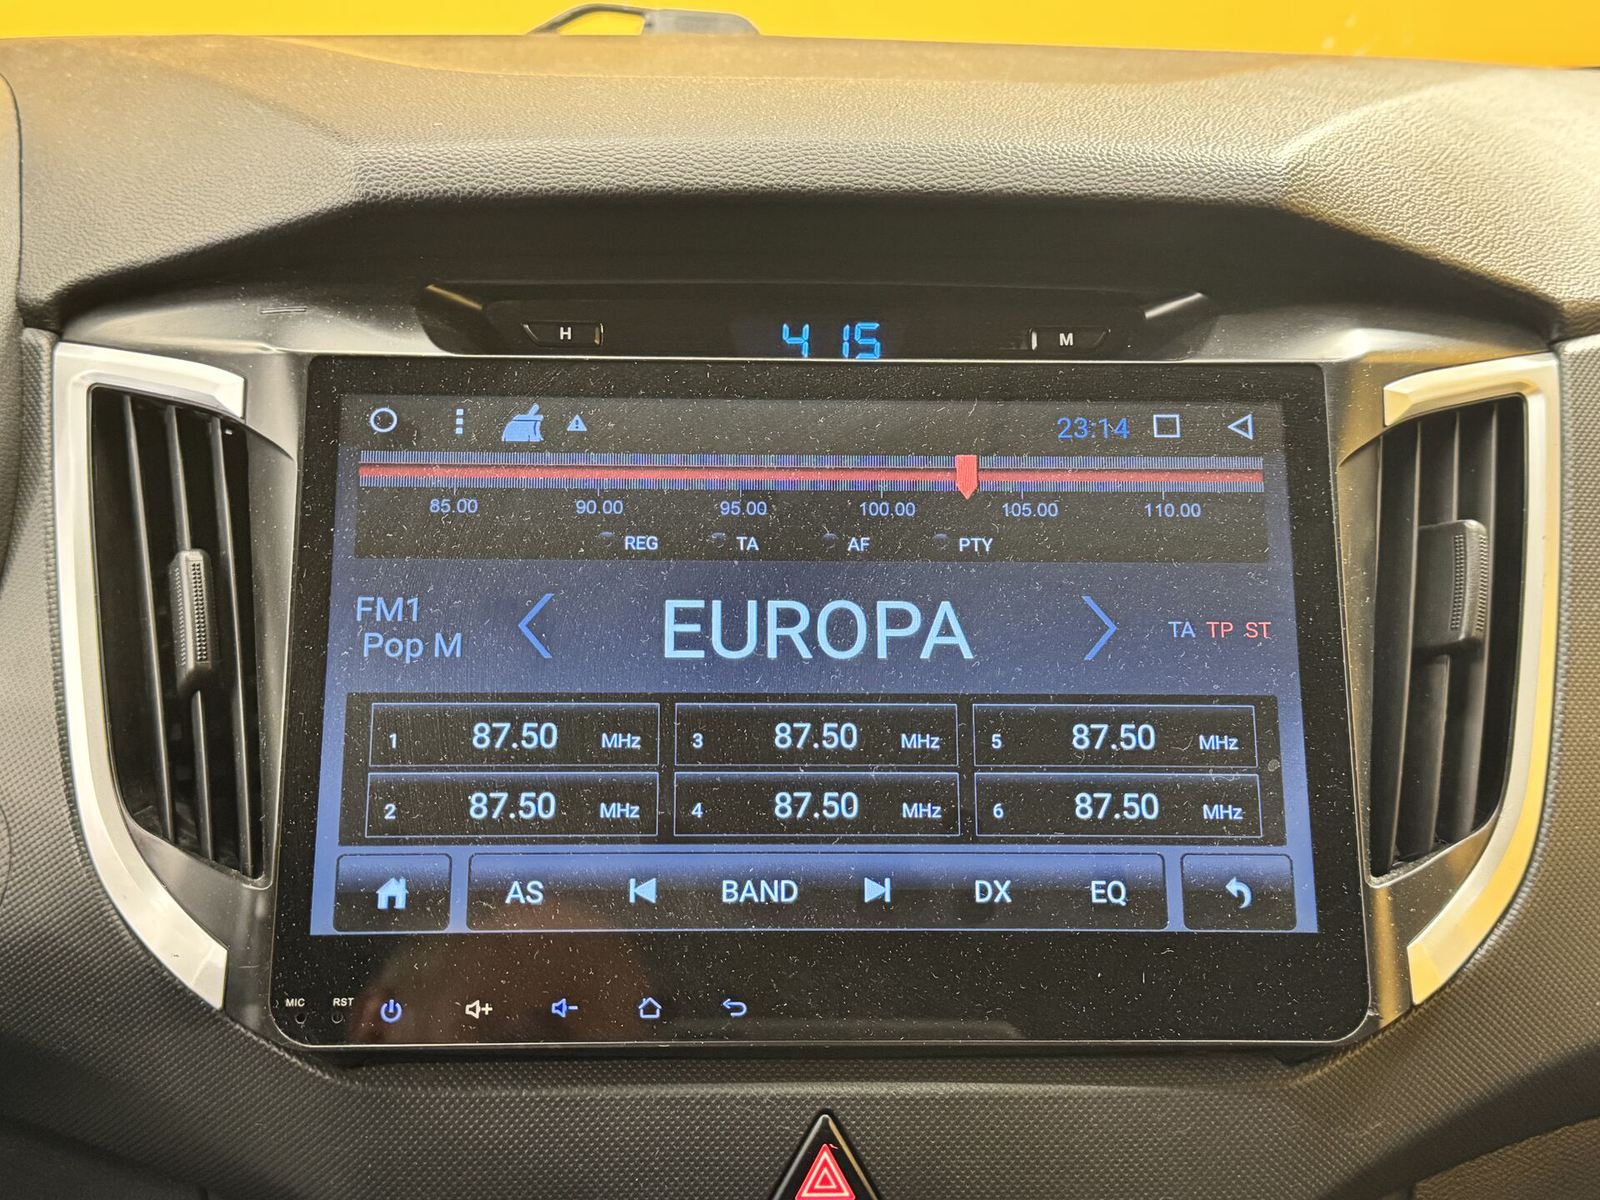 H 4 15 M
23:14
85.00 90.00 95.00 100.00 105.00 110.00
REG TA AF PTY
FM1
Pop M
EUROPA
TA TP ST
1 87.50 MHz 3 87.50 MHz 5 87.50 MHz
2 87.50 MHz 4 87.50 MHz 6 87.50 MHz
AS BAND DX EQ
MIC RST